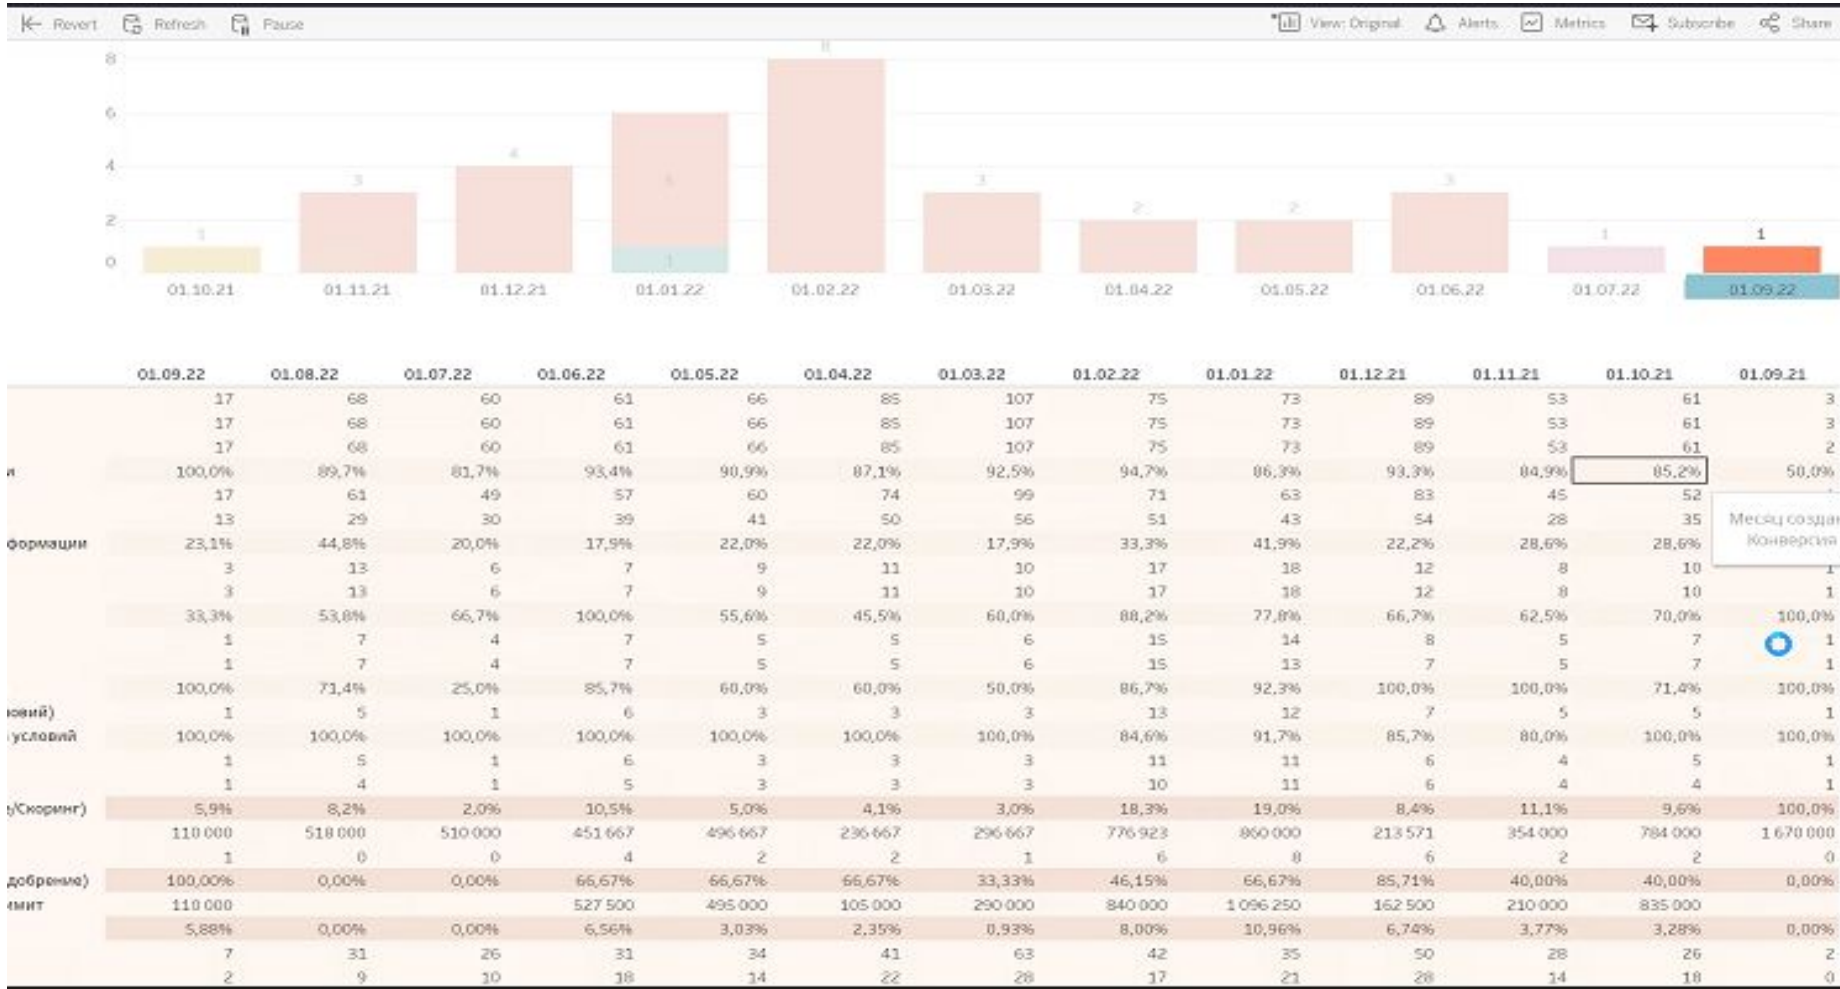 Revert Refresh Pause View: Original Alerts Metrics Subscribe Share
8
8
6
4
4
3 5 3 3
2 2
2
1 1 1
1
0
01.10.21 01.11.21 01.12.21 01.01.22 01.02.22 01.03.22 01.04.22 01.05.22 01.06.22 01.07.22 01.09.22
01.09.22 01.08.22 01.07.22 01.06.22 01.05.22 01.04.22 01.03.22 01.02.22 01.01.22 01.12.21 01.11.21 01.10.21 01.09.21
17 68 60 61 66 85 107 75 73 89 53 61 3
17 68 60 61 66 85 107 75 73 89 53 61 3
17 68 60 61 66 85 107 75 73 89 53 61 2
и 100,0% 89,7% 81,7% 93,4% 90,9% 87,1% 92,5% 94,7% 86,3% 93,3% 84,9% 85,2% 50,0%
17 61 49 57 60 74 99 71 63 83 45 52
13 29 30 39 41 50 56 51 43 54 28 35 Месяц создан
формации 23,1% 44,8% 20,0% 17,9% 22,0% 22,0% 17,9% 33,3% 41,9% 22,2% 28,6% 28,6% Конверсия
3 13 6 7 9 11 10 17 18 12 8 10 1
3 13 6 7 9 11 10 17 18 12 8 10 1
33,3% 53,8% 66,7% 100,0% 55,6% 45,5% 60,0% 88,2% 77,8% 66,7% 62,5% 70,0% 100,0%
1 7 4 7 5 5 6 15 14 8 5 7 1
1 7 4 7 5 5 6 15 13 7 5 7 1
100,0% 71,4% 25,0% 85,7% 60,0% 60,0% 50,0% 86,7% 92,3% 100,0% 100,0% 71,4% 100,0%
овий) 1 5 1 6 3 3 3 13 12 7 5 5 1
условий 100,0% 100,0% 100,0% 100,0% 100,0% 100,0% 100,0% 84,6% 91,7% 85,7% 80,0% 100,0% 100,0%
1 5 1 6 3 3 3 11 11 6 4 5 1
1 4 1 5 3 3 3 10 11 6 4 4 1
е/Скоринг) 5,9% 8,2% 2,0% 10,5% 5,0% 4,1% 3,0% 18,3% 19,0% 8,4% 11,1% 9,6% 100,0%
110 000 518 000 510 000 451 667 496 667 236 667 296 667 776 923 860 000 213 571 354 000 784 000 1 670 000
1 0 0 4 2 2 1 6 8 6 2 2 0
добрение) 100,00% 0,00% 0,00% 66,67% 66,67% 66,67% 33,33% 46,15% 66,67% 85,71% 40,00% 40,00% 0,00%
имит 110 000 527 500 495 000 105 000 290 000 840 000 1 096 250 162 500 210 000 835 000
5,88% 0,00% 0,00% 6,56% 3,03% 2,35% 0,93% 8,00% 10,96% 6,74% 3,77% 3,28% 0,00%
7 31 26 31 34 41 63 42 35 50 28 26 2
2 9 10 18 14 22 28 17 21 28 14 18 0